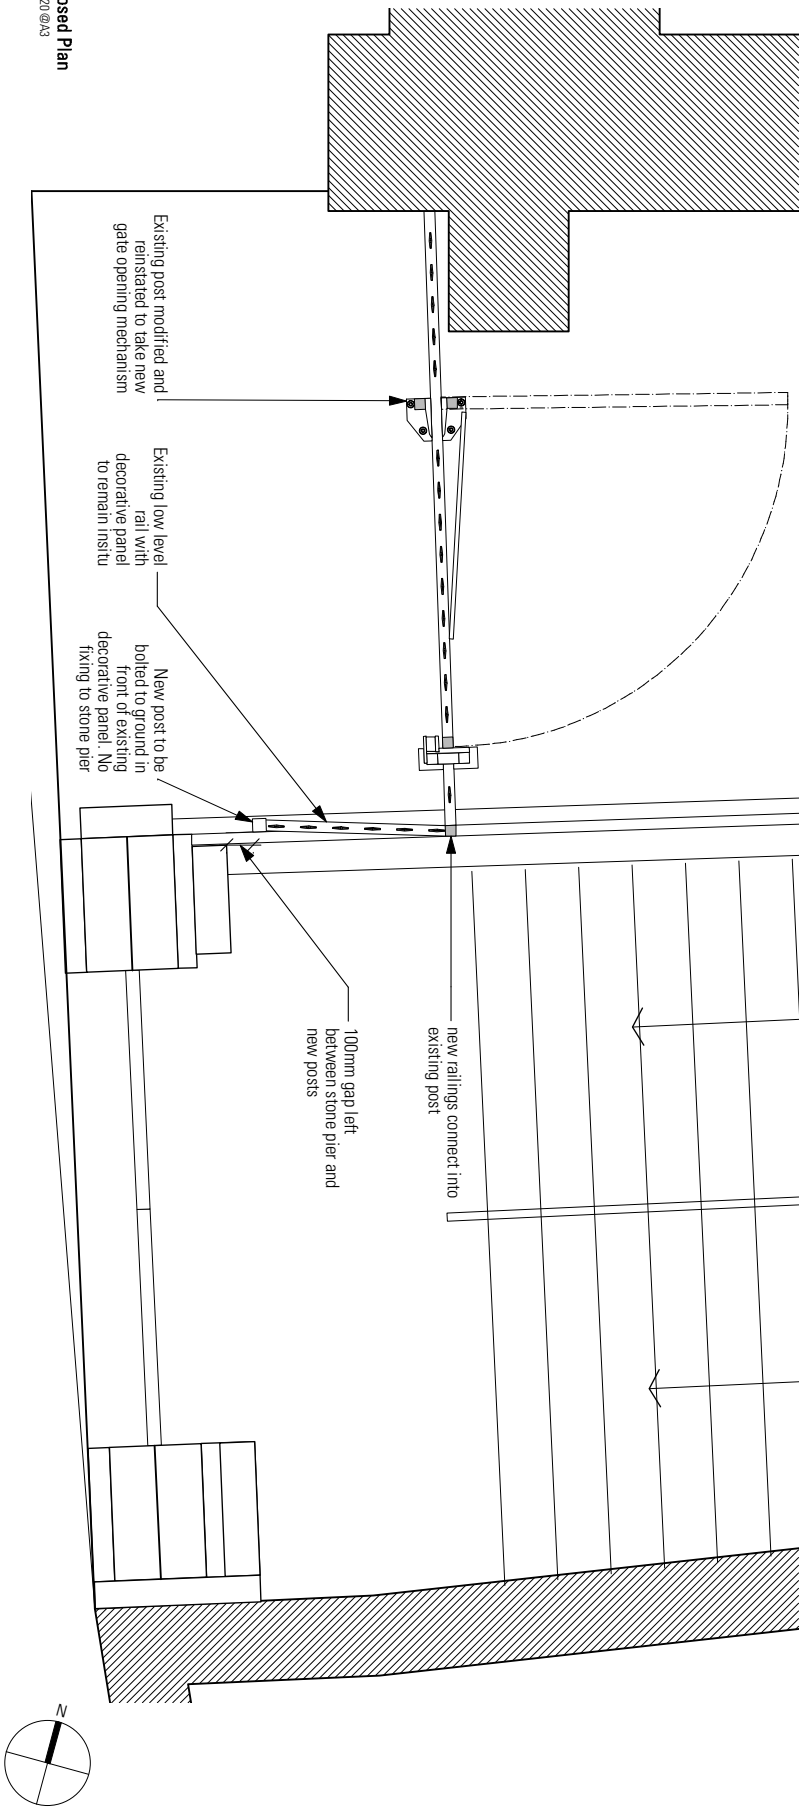 new railings connect into
existing post
100mm gap left
between stone pier and
new posts
Existing post modified and
reinstated to take new
gate opening mechanism
Existing low level
rail with
decorative panel
to remain insitu
New post to be
bolted to ground in
front of existing
decorative panel. No
fixing to stone pier
osed Plan
20 @A3
N